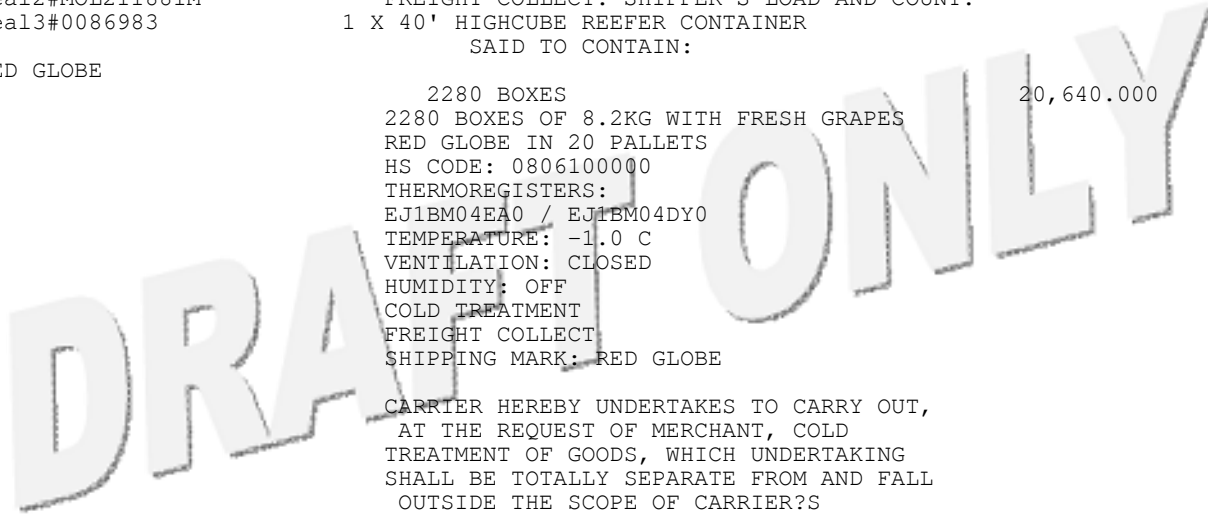 FREIGHT COLLECT. SHIPPER'S LOAD AND COUNT.
eal3#0086983 1 X 40' HIGHCUBE REEFER CONTAINER
SAID TO CONTAIN:
ED GLOBE
2280 BOXES 20,640.000
2280 BOXES OF 8.2KG WITH FRESH GRAPES
RED GLOBE IN 20 PALLETS
HS CODE: 0806100000
THERMOREGISTERS:
EJ1BM04EA0 / EJ1BM04DY0
TEMPERATURE: -1.0 C
VENTILATION: CLOSED
HUMIDITY: OFF
COLD TREATMENT
FREIGHT COLLECT
SHIPPING MARK: RED GLOBE
CARRIER HEREBY UNDERTAKES TO CARRY OUT,
AT THE REQUEST OF MERCHANT, COLD
TREATMENT OF GOODS, WHICH UNDERTAKING
SHALL BE TOTALLY SEPARATE FROM AND FALL
OUTSIDE THE SCOPE OF CARRIER?S
DRAFT ONLY